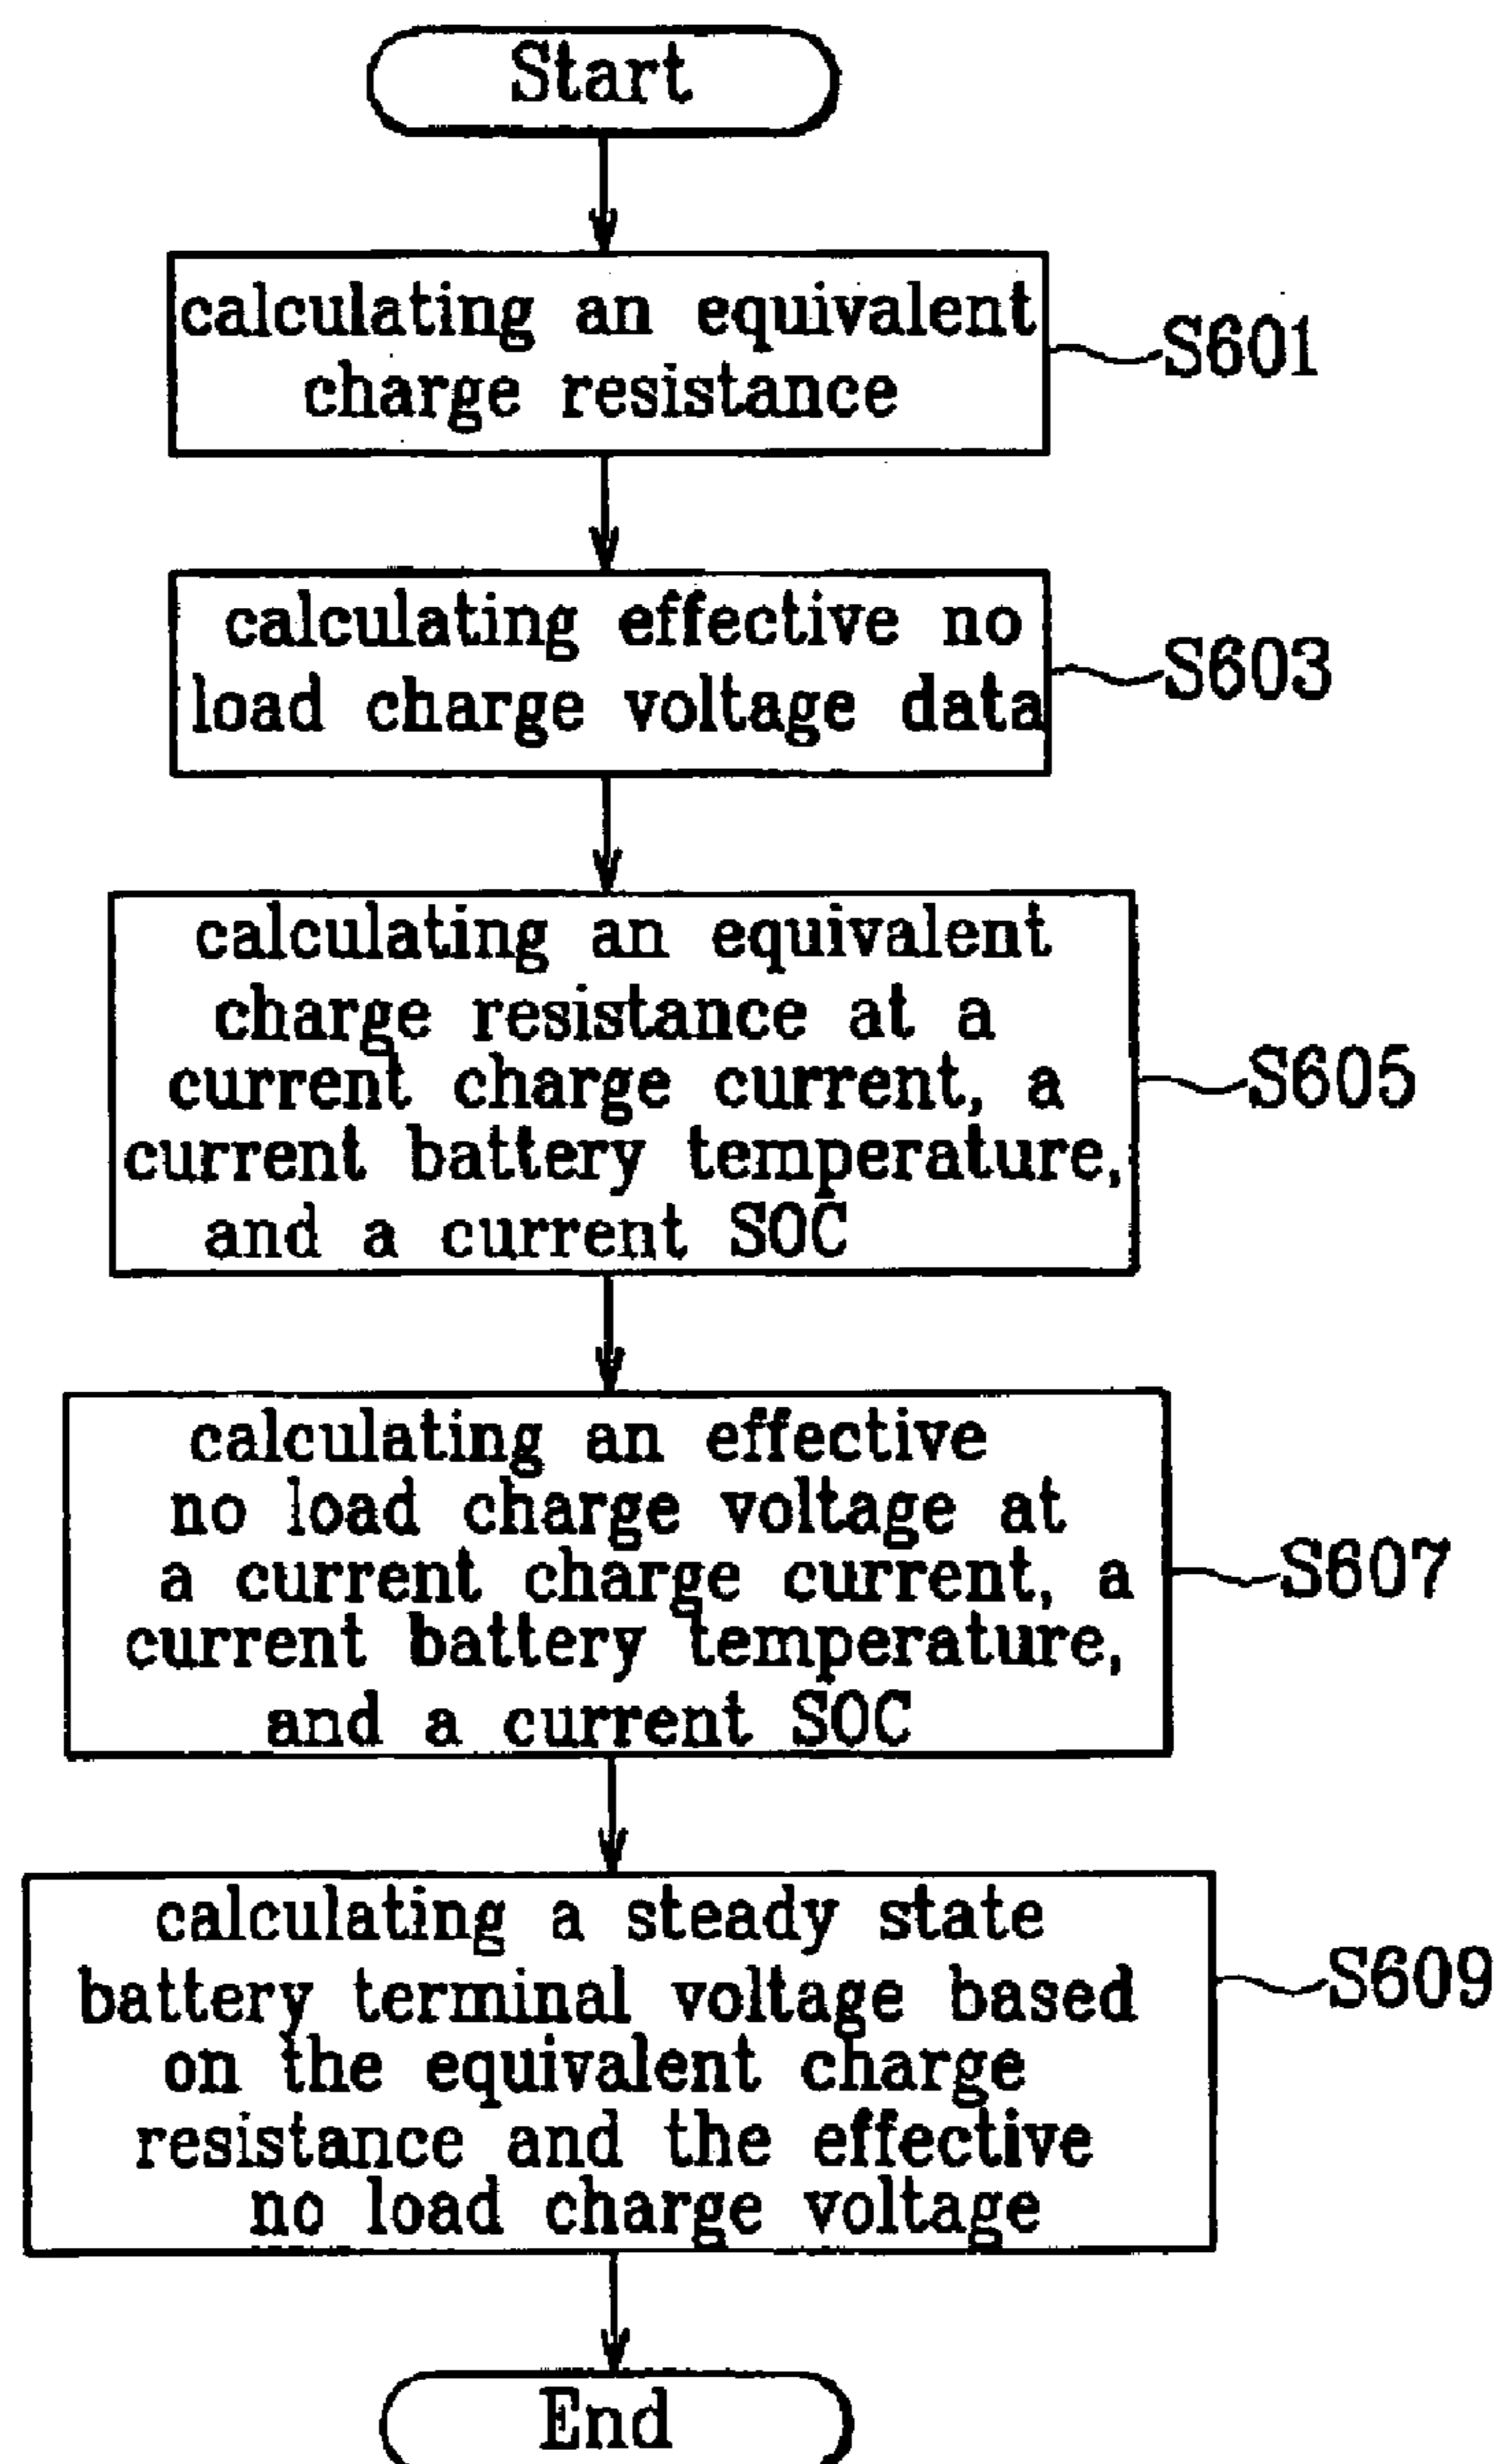 Start
calculating an equivalent
charge resistance
S601
calculating effective no
load charge voltage data
S603
calculating an equivalent
charge resistance at a
current charge current, a
current battery temperature,
and a current SOC
S605
calculating an effective
no load charge voltage at
a current charge current, a
current battery temperature,
and a current SOC
S607
calculating a steady state
battery terminal voltage based
on the equivalent charge
resistance and the effective
no load charge voltage
S609
End